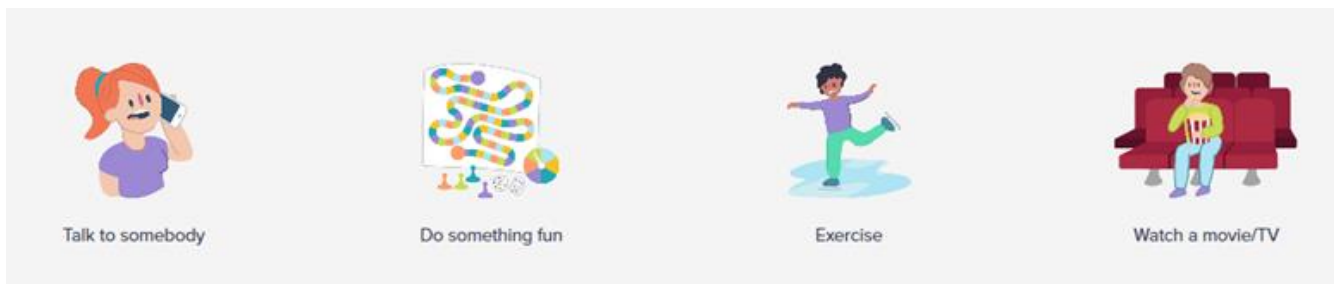 Talk to somebody
Do something fun
Exercise
Watch a movie/TV